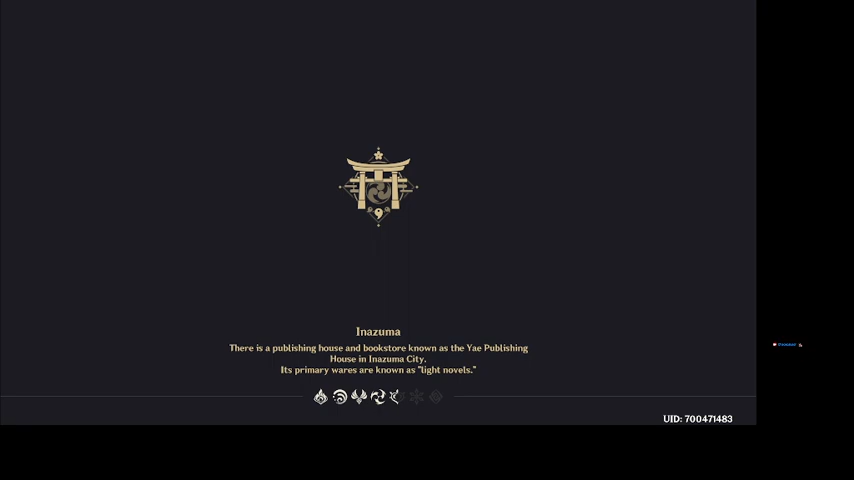 Inazuma
There is a publishing house and bookstore known as the Yae Publishing
House in Inazuma City.
Its primary wares are known as "light novels."
UID: 700471483